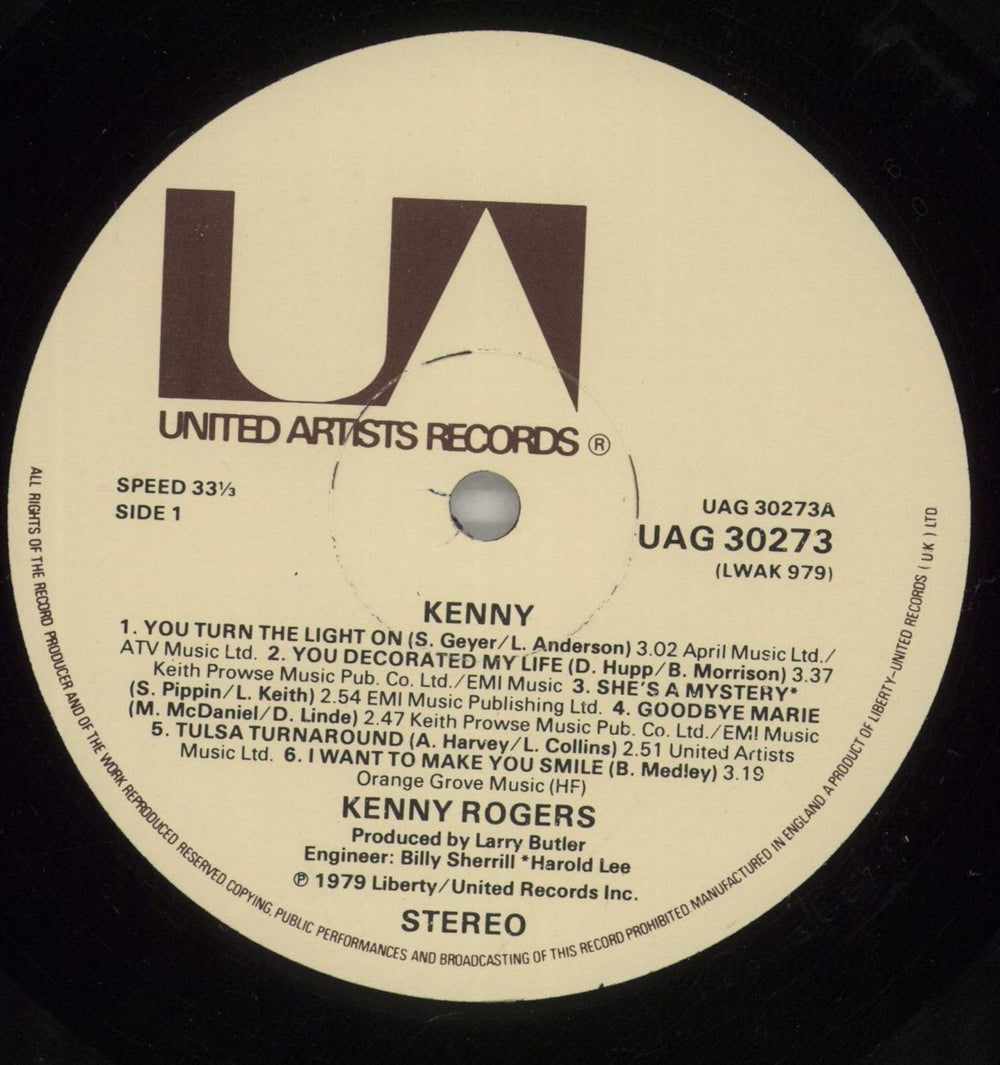 UA
UNITED ARTISTS RECORDS ®
SPEED 33⅓
SIDE 1
UAG 30273A
UAG 30273
(LWAK 979)
KENNY
1. YOU TURN THE LIGHT ON (S. Geyer/L. Anderson) 3.02 April Music Ltd./
ATV Music Ltd. 2. YOU DECORATED MY LIFE (D. Hupp/B. Morrison) 3.37
Keith Prowse Music Pub. Co. Ltd./EMI Music 3. SHE'S A MYSTERY*
(S. Pippin/L. Keith) 2.54 EMI Music Publishing Ltd. 4. GOODBYE MARIE
(M. McDaniel/D. Linde) 2.47 Keith Prowse Music Pub. Co. Ltd./EMI Music
5. TULSA TURNAROUND (A. Harvey/L. Collins) 2.51 United Artists
Music Ltd. 6. I WANT TO MAKE YOU SMILE (B. Medley) 3.19
Orange Grove Music (HF)
KENNY ROGERS
Produced by Larry Butler
Engineer: Billy Sherrill *Harold Lee
℗ 1979 Liberty/United Records Inc.
STEREO
ALL RIGHTS OF THE RECORD PRODUCER AND OF THE WORK REPRODUCED RESERVED COPYING, PUBLIC PERFORMANCES AND BROADCASTING OF THIS RECORD PROHIBITED MANUFACTURED IN ENGLAND A PRODUCT OF LIBERTY-UNITED RECORDS ( U.K ) LTD